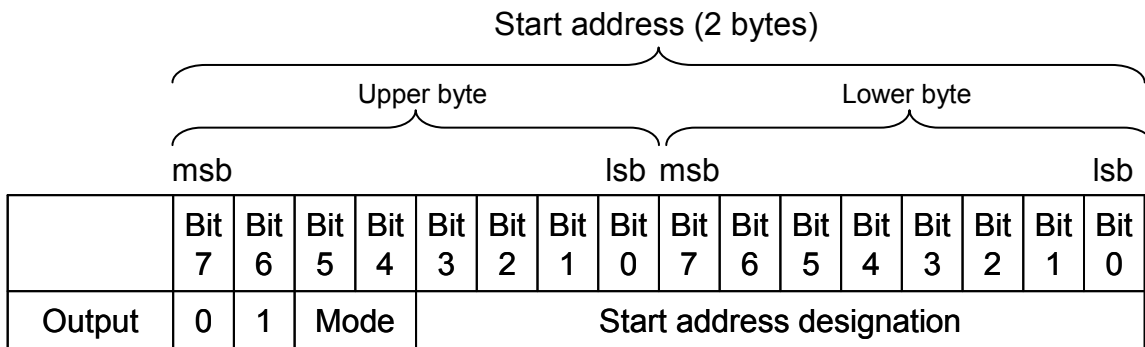 Start address (2 bytes)
Upper byte Lower byte
msb lsb msb lsb
Bit 7 Bit 6 Bit 5 Bit 4 Bit 3 Bit 2 Bit 1 Bit 0 Bit 7 Bit 6 Bit 5 Bit 4 Bit 3 Bit 2 Bit 1 Bit 0
Output 0 1 Mode Start address designation